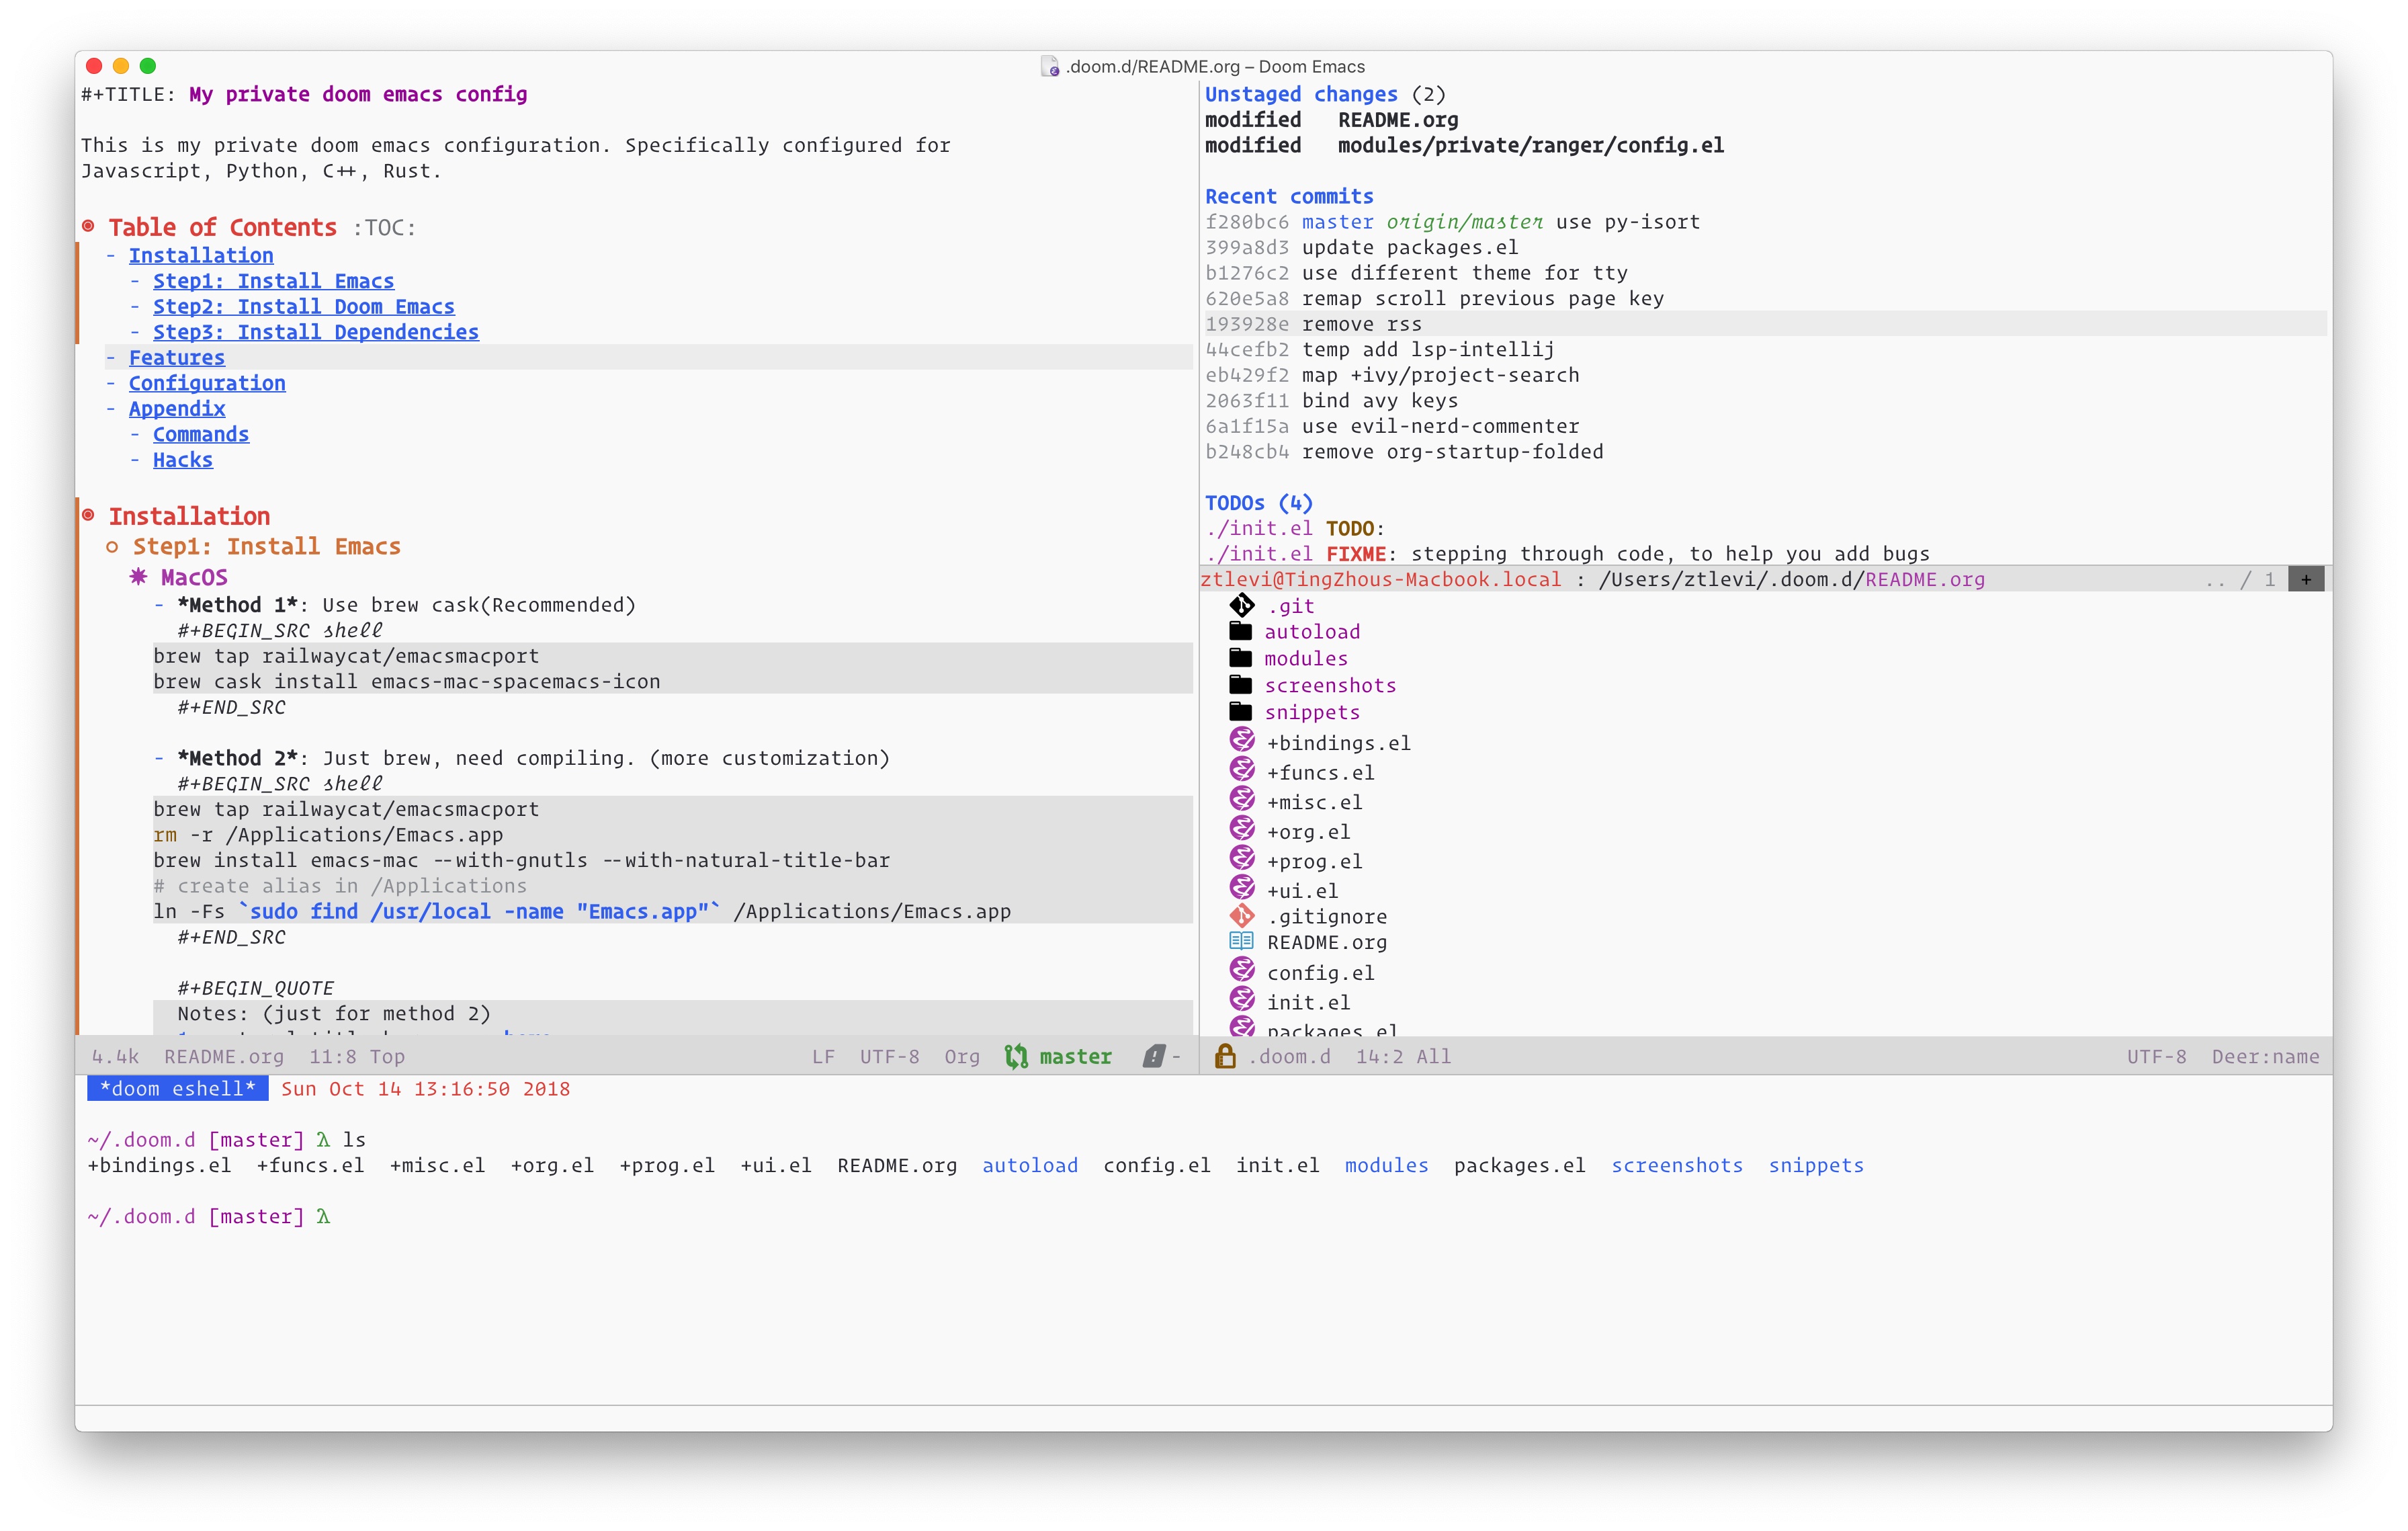 .doom.d/README.org – Doom Emacs
#+TITLE: My private doom emacs config
This is my private doom emacs configuration. Specifically configured for
Javascript, Python, C++, Rust.
Table of Contents :TOC:
- Installation
- Step1: Install Emacs
- Step2: Install Doom Emacs
- Step3: Install Dependencies
- Features
- Configuration
- Appendix
- Commands
- Hacks
Installation
Step1: Install Emacs
MacOS
- *Method 1*: Use brew cask(Recommended)
#+BEGIN_SRC shell
brew tap railwaycat/emacsmacport
brew cask install emacs-mac-spacemacs-icon
#+END_SRC
- *Method 2*: Just brew, need compiling. (more customization)
#+BEGIN_SRC shell
brew tap railwaycat/emacsmacport
rm -r /Applications/Emacs.app
brew install emacs-mac --with-gnutls --with-natural-title-bar
# create alias in /Applications
ln -Fs `sudo find /usr/local -name "Emacs.app"` /Applications/Emacs.app
#+END_SRC
#+BEGIN_QUOTE
Notes: (just for method 2)
4.4k README.org 11:8 Top LF UTF-8 Org master -
Unstaged changes (2)
modified README.org
modified modules/private/ranger/config.el
Recent commits
f280bc6 master origin/master use py-isort
399a8d3 update packages.el
b1276c2 use different theme for tty
620e5a8 remap scroll previous page key
193928e remove rss
44cefb2 temp add lsp-intellij
eb429f2 map +ivy/project-search
2063f11 bind avy keys
6a1f15a use evil-nerd-commenter
b248cb4 remove org-startup-folded
TODOs (4)
./init.el TODO:
./init.el FIXME: stepping through code, to help you add bugs
ztlevi@TingZhous-Macbook.local : /Users/ztlevi/.doom.d/README.org .. / 1 +
.git
autoload
modules
screenshots
snippets
+bindings.el
+funcs.el
+misc.el
+org.el
+prog.el
+ui.el
.gitignore
README.org
config.el
init.el
packages.el
.doom.d 14:2 All UTF-8 Deer:name
*doom eshell* Sun Oct 14 13:16:50 2018
~/.doom.d [master] λ ls
+bindings.el +funcs.el +misc.el +org.el +prog.el +ui.el README.org autoload config.el init.el modules packages.el screenshots snippets
~/.doom.d [master] λ